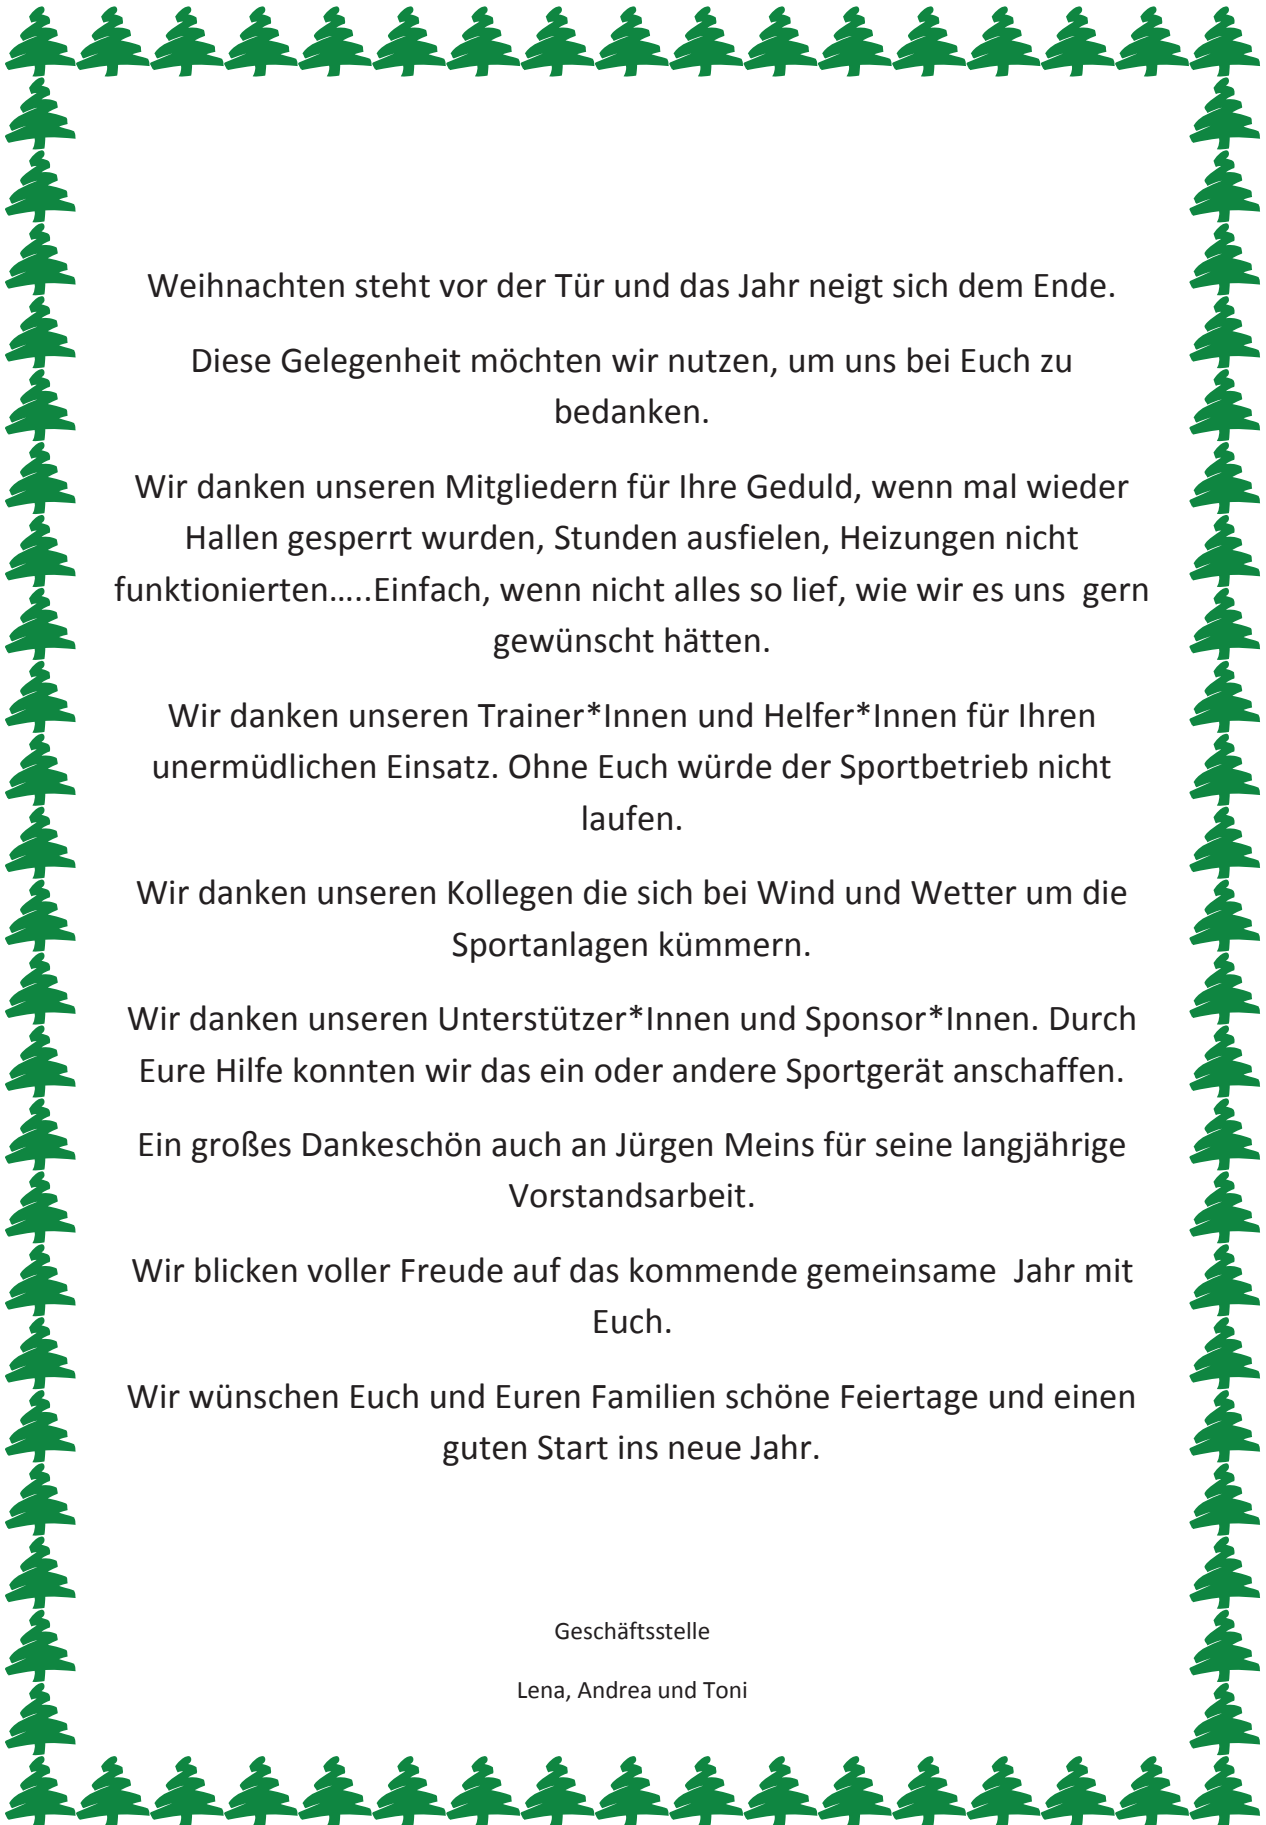 Weihnachten steht vor der Tür und das Jahr neigt sich dem Ende.
Diese Gelegenheit möchten wir nutzen, um uns bei Euch zu
bedanken.
Wir danken unseren Mitgliedern für Ihre Geduld, wenn mal wieder
Hallen gesperrt wurden, Stunden ausfielen, Heizungen nicht
funktionierten…..Einfach, wenn nicht alles so lief, wie wir es uns  gern
gewünscht hätten.
Wir danken unseren Trainer*Innen und Helfer*Innen für Ihren
unermüdlichen Einsatz. Ohne Euch würde der Sportbetrieb nicht
laufen.
Wir danken unseren Kollegen die sich bei Wind und Wetter um die
Sportanlagen kümmern.
Wir danken unseren Unterstützer*Innen und Sponsor*Innen. Durch
Eure Hilfe konnten wir das ein oder andere Sportgerät anschaffen.
Ein großes Dankeschön auch an Jürgen Meins für seine langjährige
Vorstandsarbeit.
Wir blicken voller Freude auf das kommende gemeinsame  Jahr mit
Euch.
Wir wünschen Euch und Euren Familien schöne Feiertage und einen
guten Start ins neue Jahr.
Geschäftsstelle
Lena, Andrea und Toni